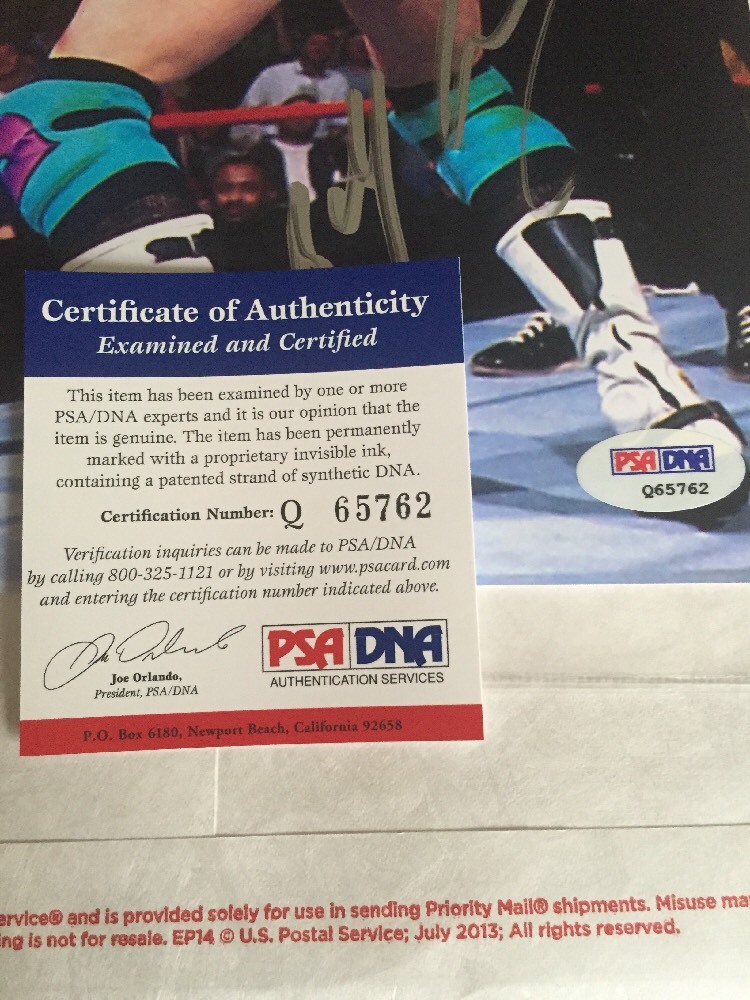 Certificate of Authenticity
Examined and Certified
This item has been examined by one or more
PSA/DNA experts and it is our opinion that the
item is genuine. The item has been permanently
marked with a proprietary invisible ink,
containing a patented strand of synthetic DNA.
Certification Number: Q 65762
Verification inquiries can be made to PSA/DNA
by calling 800-325-1121 or by visiting www.psacard.com
and entering the certification number indicated above.
Joe Orlando,
President, PSA/DNA
PSA DNA
AUTHENTICATION SERVICES
P.O. Box 6180, Newport Beach, California 92658
PSA DNA
Q65762
ervice® and is provided solely for use in sending Priority Mail® shipments. Misuse ma
ng is not for resale. EP14 © U.S. Postal Service; July 2013; All rights reserved.